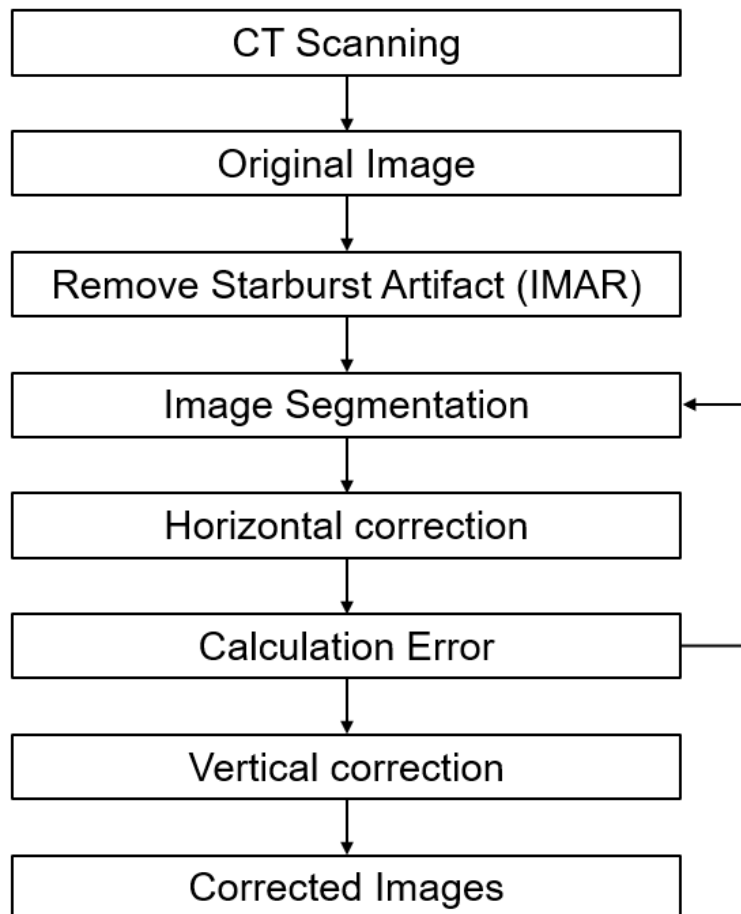 CT Scanning
Original Image
Remove Starburst Artifact (IMAR)
Image Segmentation
Horizontal correction
Calculation Error
Vertical correction
Corrected Images